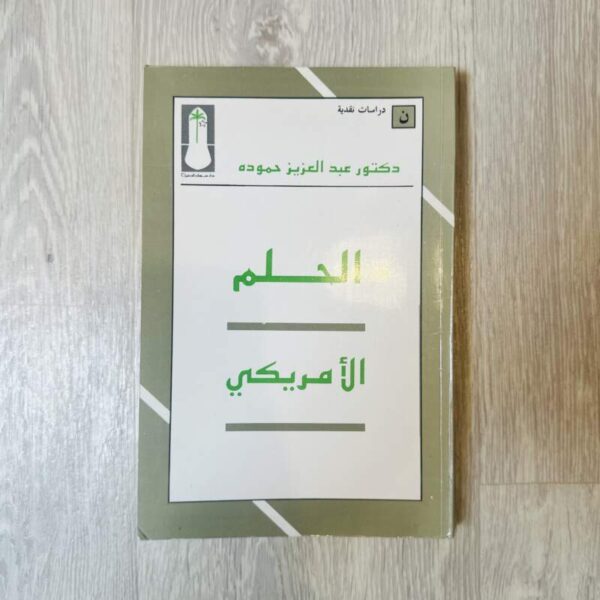 ن دراسات نقدية
دكتور عبد العزيز حموده
الحلم
الأمريكي